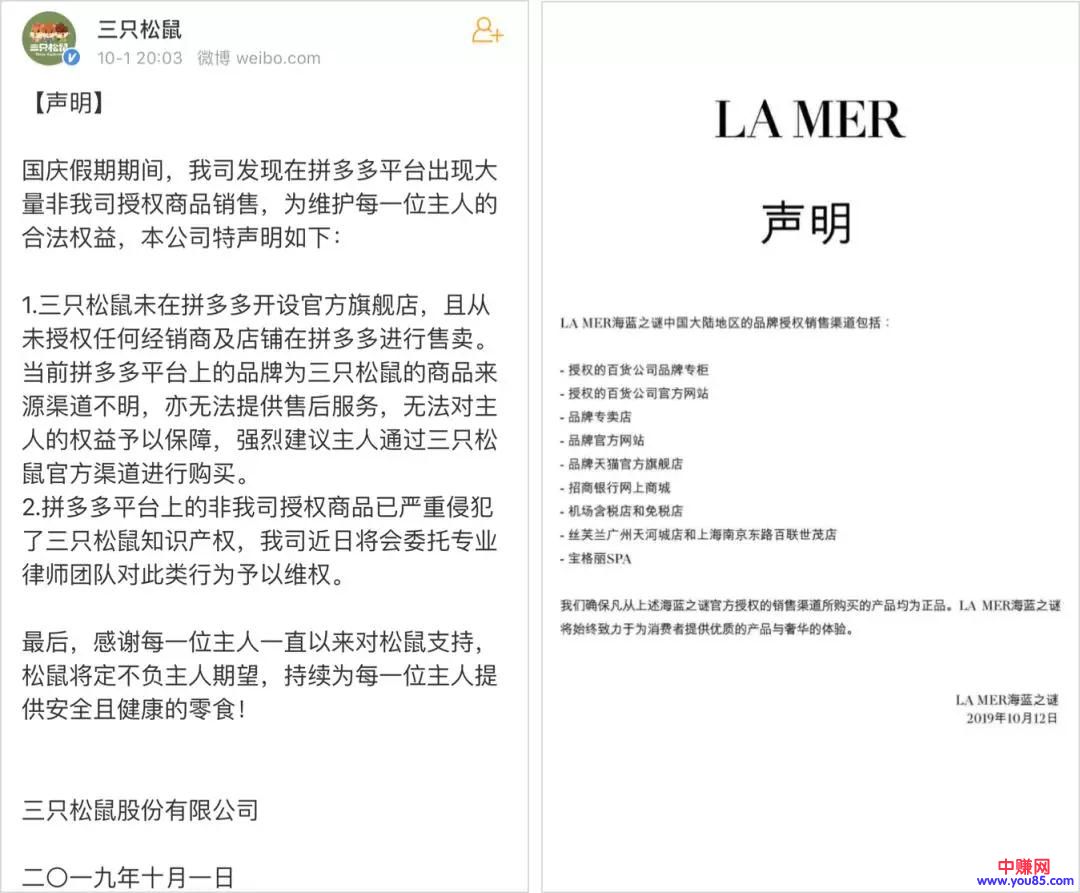 三只松鼠
三只松鼠
10-1 20:03 微博 weibo.com
【声明】
国庆假期期间，我司发现在拼多多平台出现大
量非我司授权商品销售，为维护每一位主人的
合法权益，本公司特声明如下：
1.三只松鼠未在拼多多开设官方旗舰店，且从
未授权任何经销商及店铺在拼多多进行售卖。
当前拼多多平台上的品牌为三只松鼠的商品来
源渠道不明，亦无法提供售后服务，无法对主
人的权益予以保障，强烈建议主人通过三只松
鼠官方渠道进行购买。
2.拼多多平台上的非我司授权商品已严重侵犯
了三只松鼠知识产权，我司近日将会委托专业
律师团队对此类行为予以维权。
最后，感谢每一位主人一直以来对松鼠支持，
松鼠将定不负主人期望，持续为每一位主人提
供安全且健康的零食！
三只松鼠股份有限公司
二〇一九年十月一日
LA MER
声明
LA MER海蓝之谜中国大陆地区的品牌授权销售渠道包括：
- 授权的百货公司品牌专柜
- 授权的百货公司官方网站
- 品牌专卖店
- 品牌官方网站
- 品牌天猫官方旗舰店
- 招商银行网上商城
- 机场含税店和免税店
- 丝芙兰广州天河城店和上海南京东路百联世茂店
- 宝格丽SPA
我们确保凡从上述海蓝之谜官方授权的销售渠道所购买的产品均为正品。LA MER海蓝之谜
将始终致力于为消费者提供优质的产品与奢华的体验。
LA MER海蓝之谜
2019年10月12日
中赚网
www.you85.com